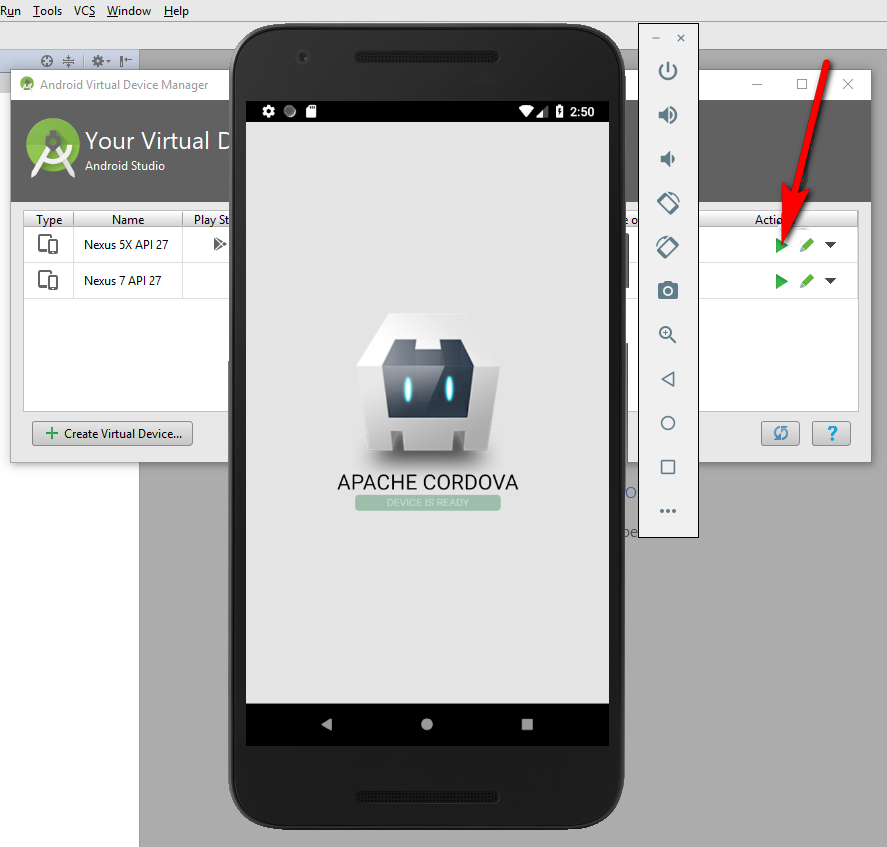 Run Tools VCS Window Help
Android Virtual Device Manager
2:50
Your Virtual D
Android Studio
Type Name Play St e o Actio
Nexus 5X API 27
Nexus 7 API 27
Create Virtual Device...
?
APACHE CORDOVA
DEVICE IS READY